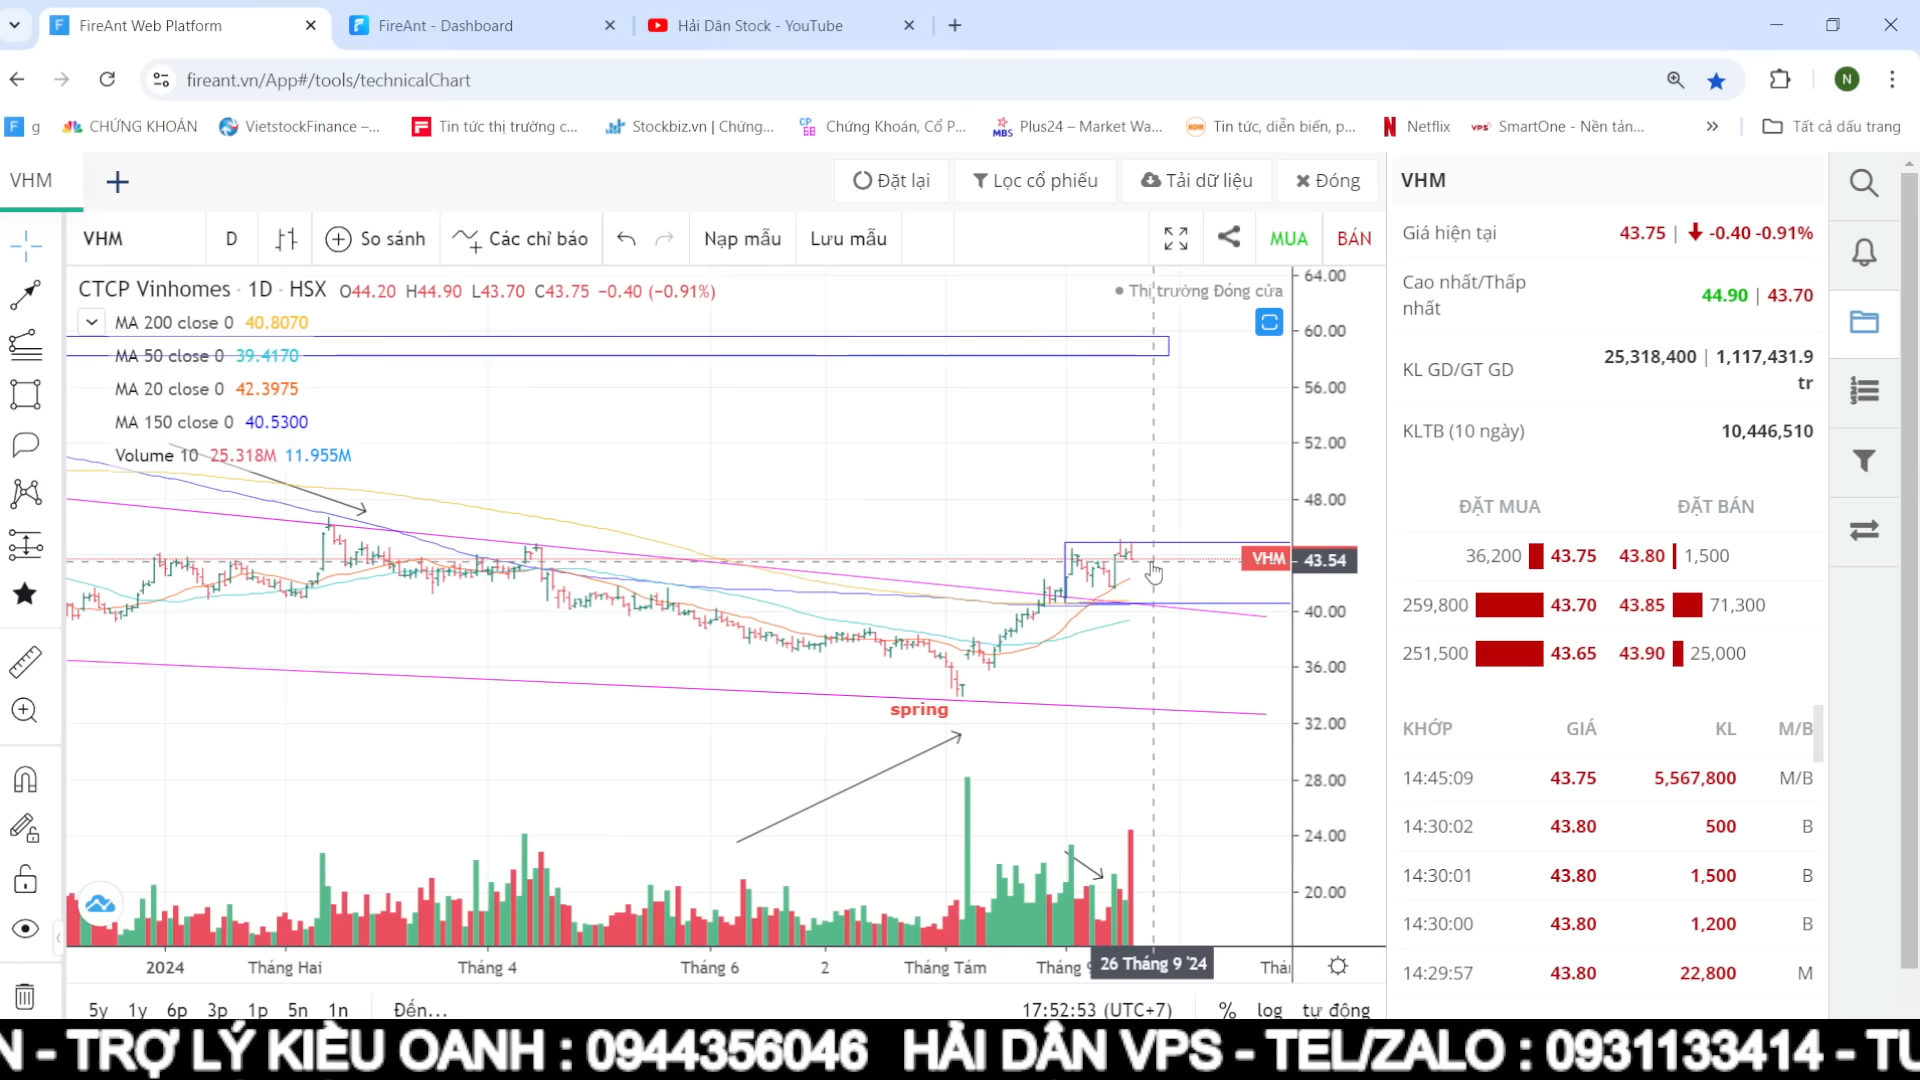 FireAnt Web Platform
FireAnt - Dashboard
Hải Dân Stock - YouTube
fireant.vn/App#/tools/technicalChart
N
F g
CHỨNG KHOÁN
VietstockFinance –...
Tin tức thị trường c...
Stockbiz.vn | Chứng...
Chứng Khoán, Cổ P...
MBS Plus24 – Market Wa...
Tin tức, diễn biến, p...
Netflix
VPS SmartOne - Nền tản...
Tất cả dấu trang
VHM
Đặt lại
Lọc cổ phiếu
Tải dữ liệu
Đóng
VHM
VHM
D
So sánh
Các chỉ báo
Nạp mẫu
Lưu mẫu
MUA
BÁN
CTCP Vinhomes · 1D · HSX O44.20 H44.90 L43.70 C43.75 −0.40 (−0.91%)
Thị trường Đóng cửa
MA 200 close 0 40.8070
MA 50 close 0 39.4170
MA 20 close 0 42.3975
MA 150 close 0 40.5300
Volume 10 25.318M 11.955M
64.00
60.00
56.00
52.00
48.00
VHM 43.54
40.00
36.00
32.00
28.00
24.00
20.00
spring
2024
Tháng Hai
Tháng 4
Tháng 6
2
Tháng Tám
Tháng
26 Tháng 9 '24
5y 1y 6p 3p 1p 5n 1n
Đến...
17:52:53 (UTC+7)
% log tự động
Giá hiện tại 43.75 | -0.40 -0.91%
Cao nhất/Thấp nhất 44.90 | 43.70
KL GD/GT GD 25,318,400 | 1,117,431.9 tr
KLTB (10 ngày) 10,446,510
ĐẶT MUA ĐẶT BÁN
36,200 43.75 43.80 1,500
259,800 43.70 43.85 71,300
251,500 43.65 43.90 25,000
KHỚP GIÁ KL M/B
14:45:09 43.75 5,567,800 M/B
14:30:02 43.80 500 B
14:30:01 43.80 1,500 B
14:30:00 43.80 1,200 B
14:29:57 43.80 22,800 M
N - TRỢ LÝ KIỀU OANH : 0944356046 HẢI DÂN VPS - TEL/ZALO : 0931133414 - TU